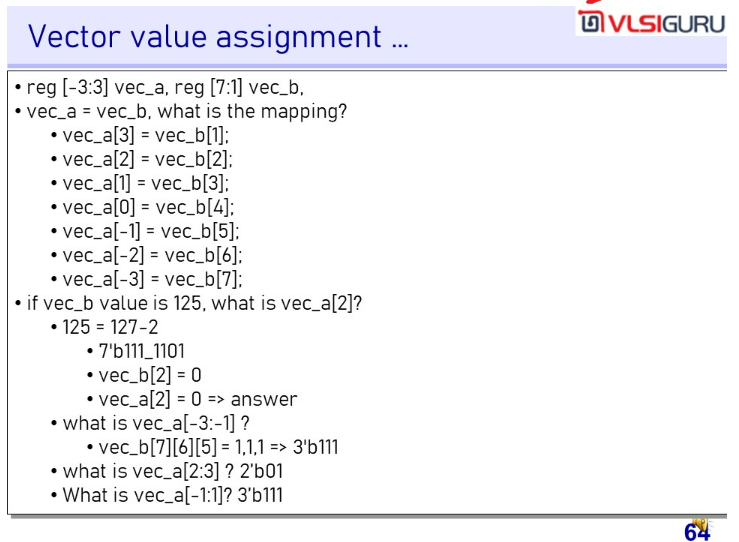 VLSIGURU
Vector value assignment ...
• reg [-3:3] vec_a, reg [7:1] vec_b,
• vec_a = vec_b, what is the mapping?
• vec_a[3] = vec_b[1];
• vec_a[2] = vec_b[2];
• vec_a[1] = vec_b[3];
• vec_a[0] = vec_b[4];
• vec_a[-1] = vec_b[5];
• vec_a[-2] = vec_b[6];
• vec_a[-3] = vec_b[7];
• if vec_b value is 125, what is vec_a[2]?
• 125 = 127-2
• 7'b111_1101
• vec_b[2] = 0
• vec_a[2] = 0 => answer
• what is vec_a[-3:-1] ?
• vec_b[7][6][5] = 1,1,1 => 3'b111
• what is vec_a[2:3] ? 2'b01
• What is vec_a[-1:1]? 3'b111
64